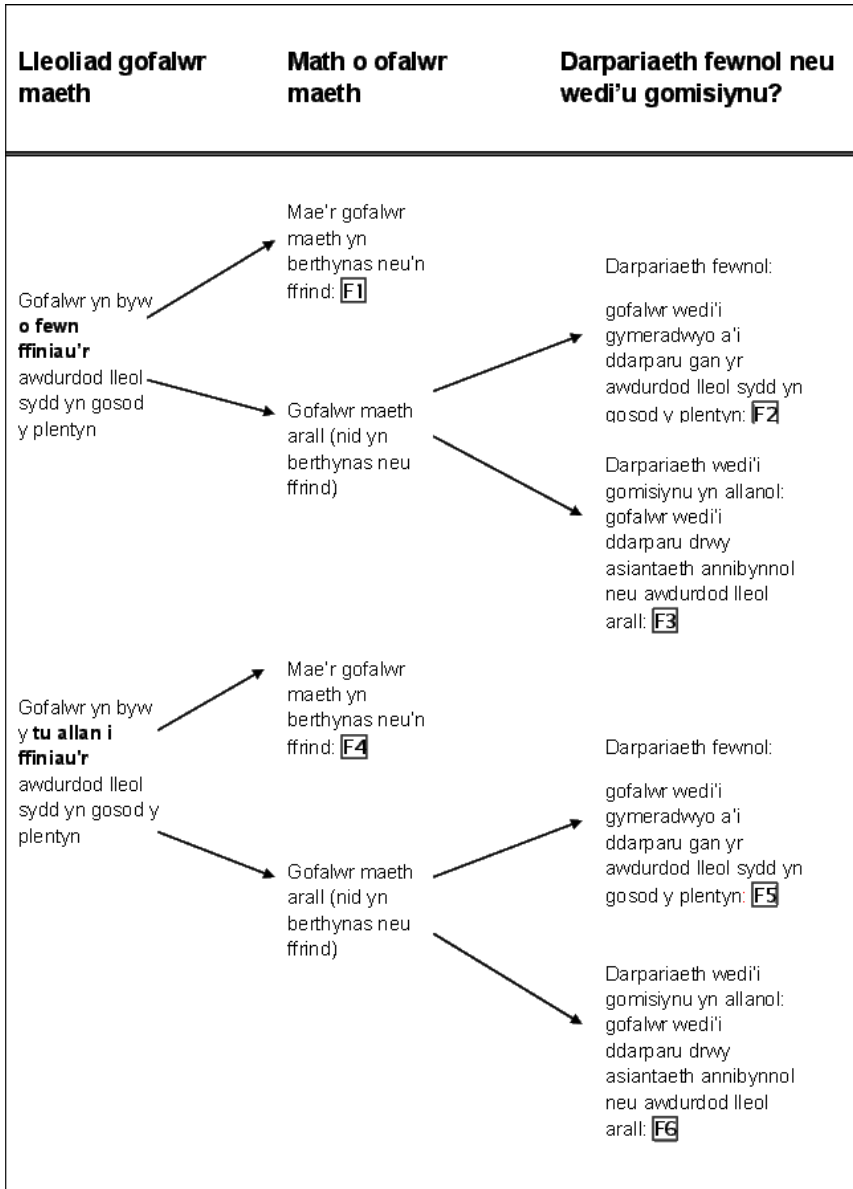 Lleoliad gofalwr
maeth
Math o ofalwr
maeth
Darpariaeth fewnol neu
wedi'u gomisiynu?
Gofalwr yn byw
o fewn
ffiniau'r
awdurdod lleol
sydd yn gosod
y plentyn
Mae'r gofalwr
maeth yn
berthynas neu'n
ffrind: F1
Gofalwr maeth
arall (nid yn
berthynas neu
ffrind)
Darpariaeth fewnol:
gofalwr wedi'i
gymeradwyo a'i
ddarparu gan yr
awdurdod lleol sydd yn
gosod y plentyn: F2
Darpariaeth wedi'i
gomisiynu yn allanol:
gofalwr wedi'i
ddarparu drwy
asiantaeth annibynnol
neu awdurdod lleol
arall: F3
Gofalwr yn byw
y tu allan i
ffiniau'r
awdurdod lleol
sydd yn gosod y
plentyn
Mae'r gofalwr
maeth yn
berthynas neu'n
ffrind: F4
Gofalwr maeth
arall (nid yn
berthynas neu
ffrind)
Darpariaeth fewnol:
gofalwr wedi'i
gymeradwyo a'i
ddarparu gan yr
awdurdod lleol sydd yn
gosod y plentyn: F5
Darpariaeth wedi'i
gomisiynu yn allanol:
gofalwr wedi'i
ddarparu drwy
asiantaeth annibynnol
neu awdurdod lleol
arall: F6